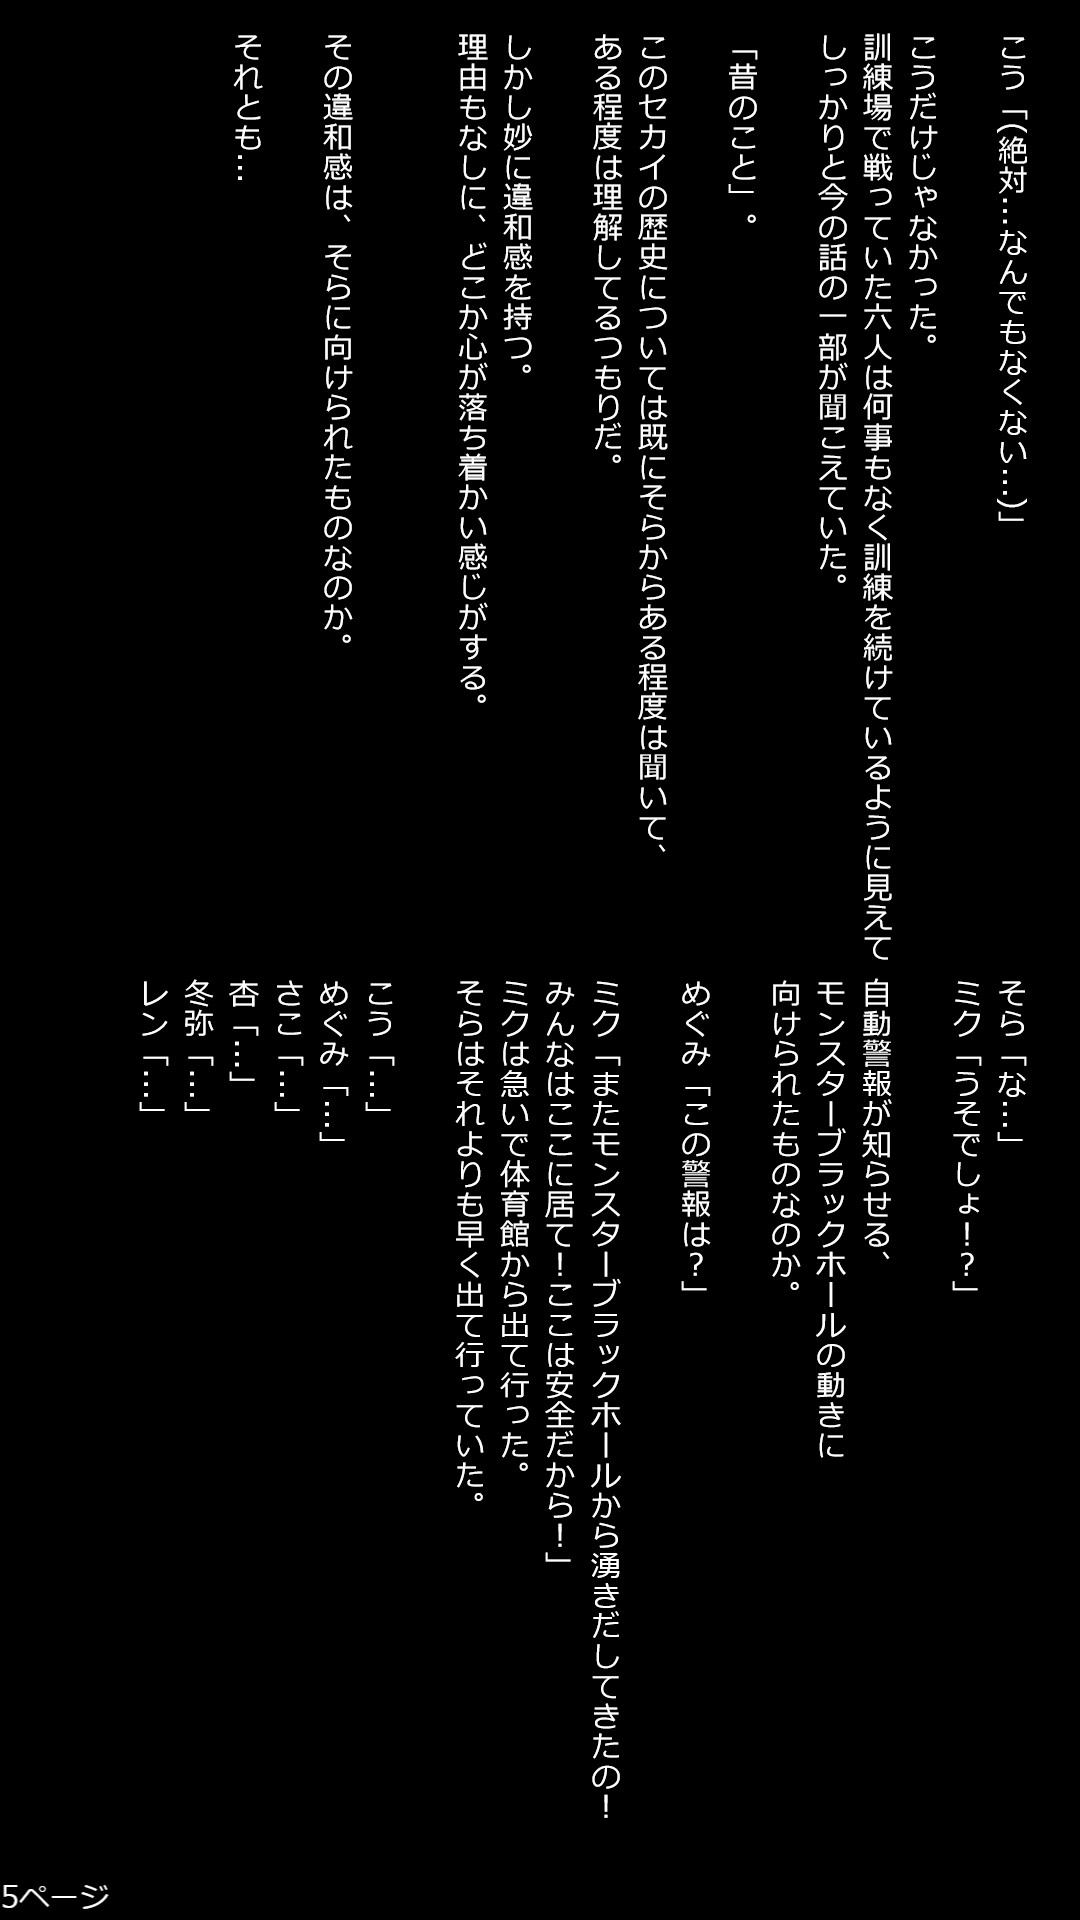 こう「(絶対…なんでもなくない…)」
こうだけじゃなかった。
訓練場で戦っていた六人は何事もなく訓練を続けているように見えて
しっかりと今の話の一部が聞こえていた。
「昔のこと」。
このセカイの歴史については既にそらからある程度は聞いて、
ある程度は理解してるつもりだ。
しかし妙に違和感を持つ。
理由もなしに、どこか心が落ち着かい感じがする。
その違和感は、そらに向けられたものなのか。
それとも…
そら「な…」
ミク「うそでしょ！？」
自動警報が知らせる、
モンスターブラックホールの動きに
向けられたものなのか。
めぐみ「この警報は？」
ミク「またモンスターブラックホールから湧きだしてきたの！
みんなはここに居て！ここは安全だから！」
ミクは急いで体育館から出て行った。
そらはそれよりも早く出て行っていた。
こう「…」
めぐみ「…」
さこ「…」
杏「…」
冬弥「…」
レン「…」
5ページ